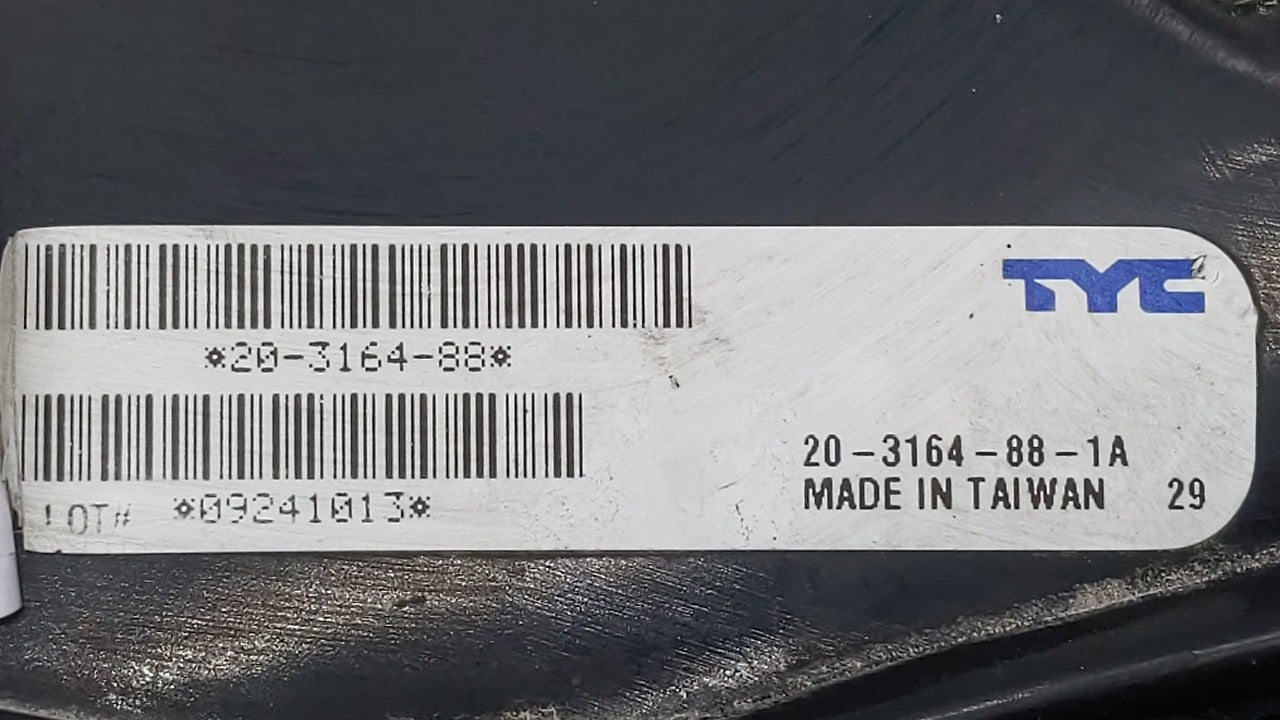 TYC
*20-3164-88*
LOT# *09241013*
20-3164-88-1A
MADE IN TAIWAN 29